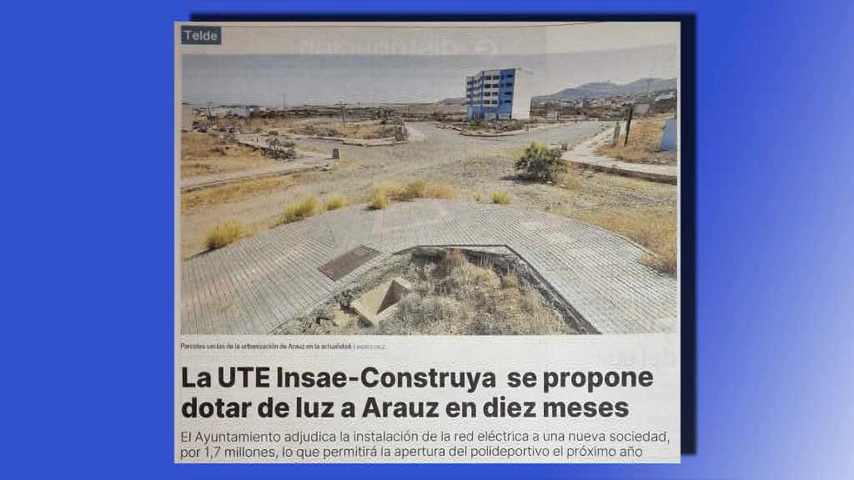 Telde
Parcelas vacías de la urbanización de Arauz en la actualidad. |
La UTE Insae-Construya se propone
dotar de luz a Arauz en diez meses
El Ayuntamiento adjudica la instalación de la red eléctrica a una nueva sociedad,
por 1,7 millones, lo que permitirá la apertura del polideportivo el próximo año